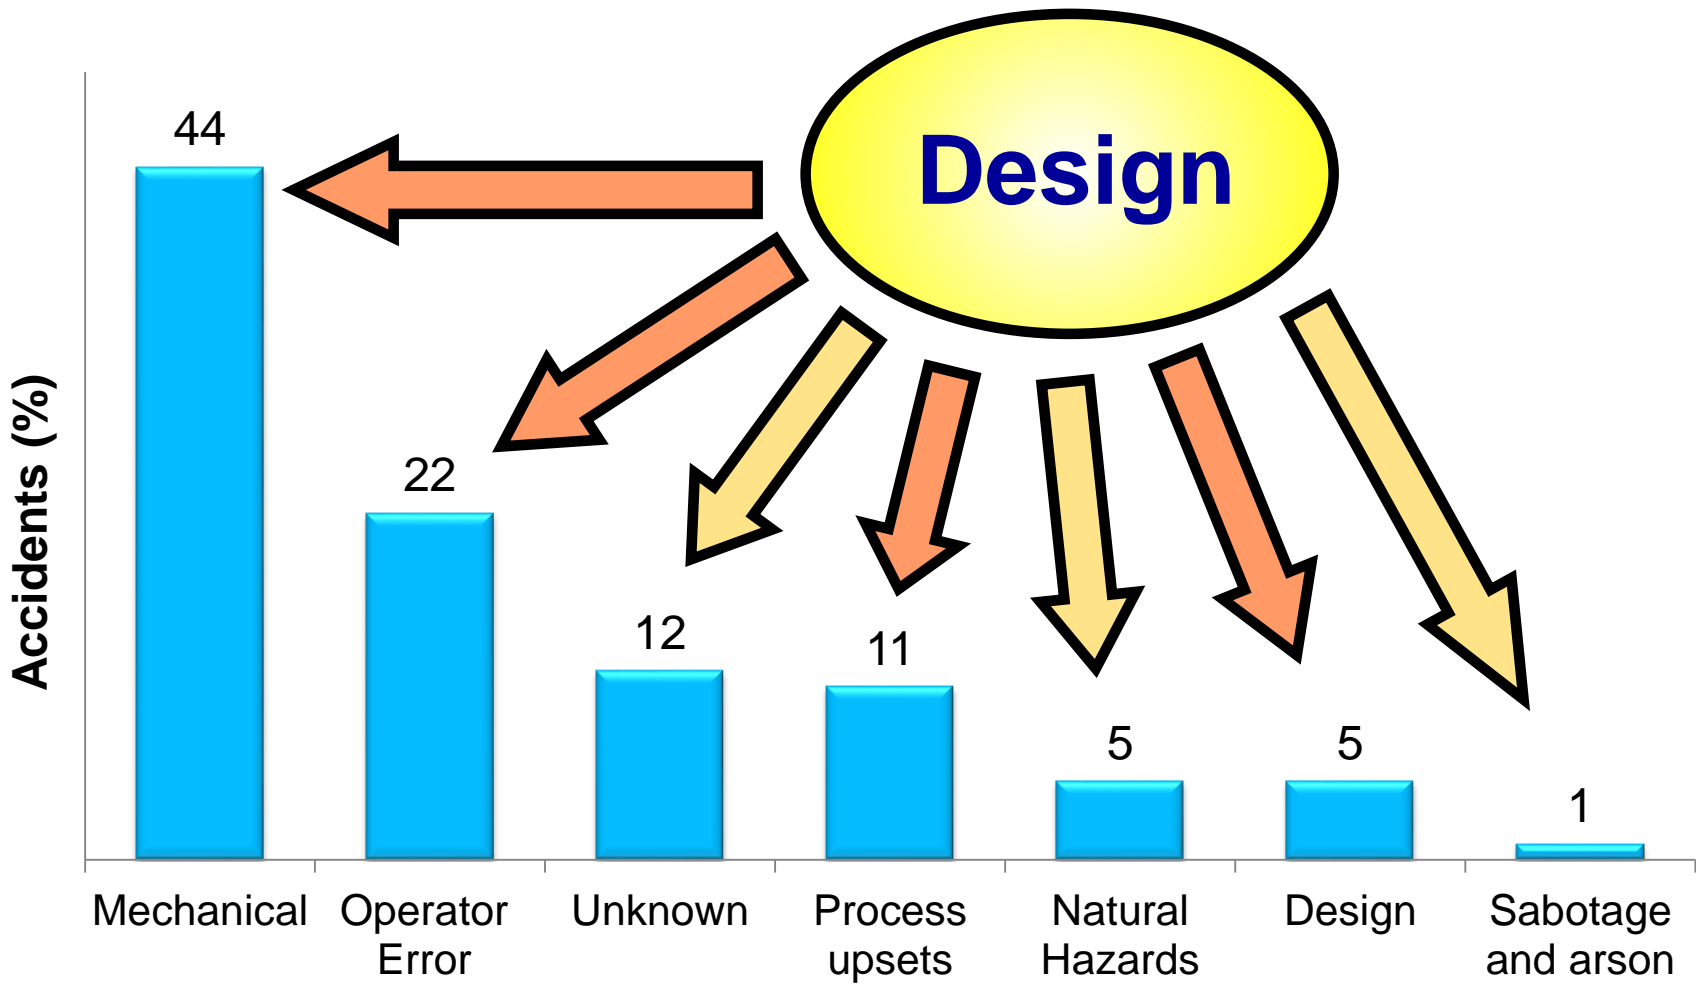 Design
Accidents (%)
44
22
12
11
5
5
1
Mechanical
Operator
Error
Unknown
Process
upsets
Natural
Hazards
Design
Sabotage
and arson